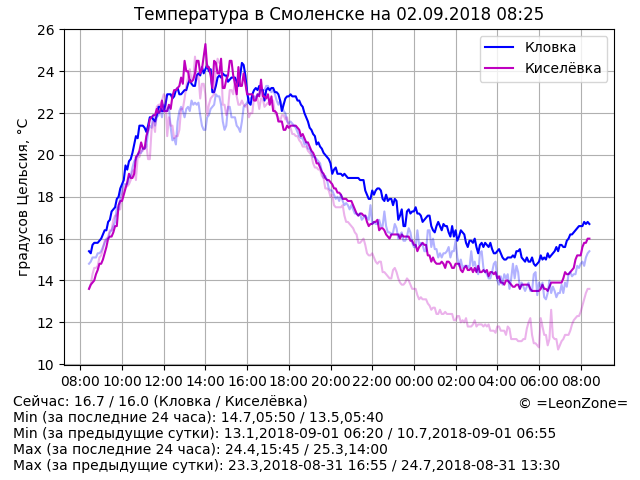 Температура в Смоленске на 02.09.2018 08:25
градусов Цельсия, °C
26
24
22
20
18
16
14
12
10
Кловка
Киселёвка
08:00 10:00 12:00 14:00 16:00 18:00 20:00 22:00 00:00 02:00 04:00 06:00 08:00
Сейчас: 16.7 / 16.0 (Кловка / Киселёвка)
© =LeonZone=
Min (за последние 24 часа): 14.7,05:50 / 13.5,05:40
Min (за предыдущие сутки): 13.1,2018-09-01 06:20 / 10.7,2018-09-01 06:55
Max (за последние 24 часа): 24.4,15:45 / 25.3,14:00
Max (за предыдущие сутки): 23.3,2018-08-31 16:55 / 24.7,2018-08-31 13:30